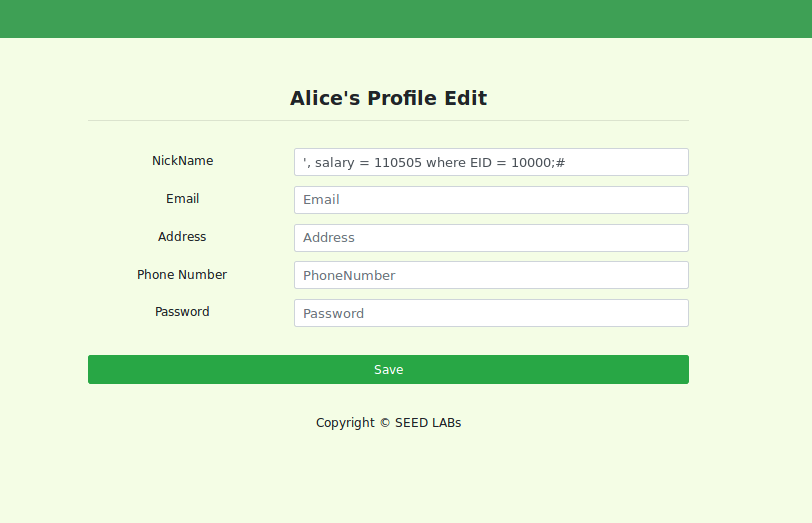 Alice's Profile Edit
NickName ', salary = 110505 where EID = 10000;#
Email Email
Address Address
Phone Number PhoneNumber
Password Password
Save
Copyright © SEED LABs